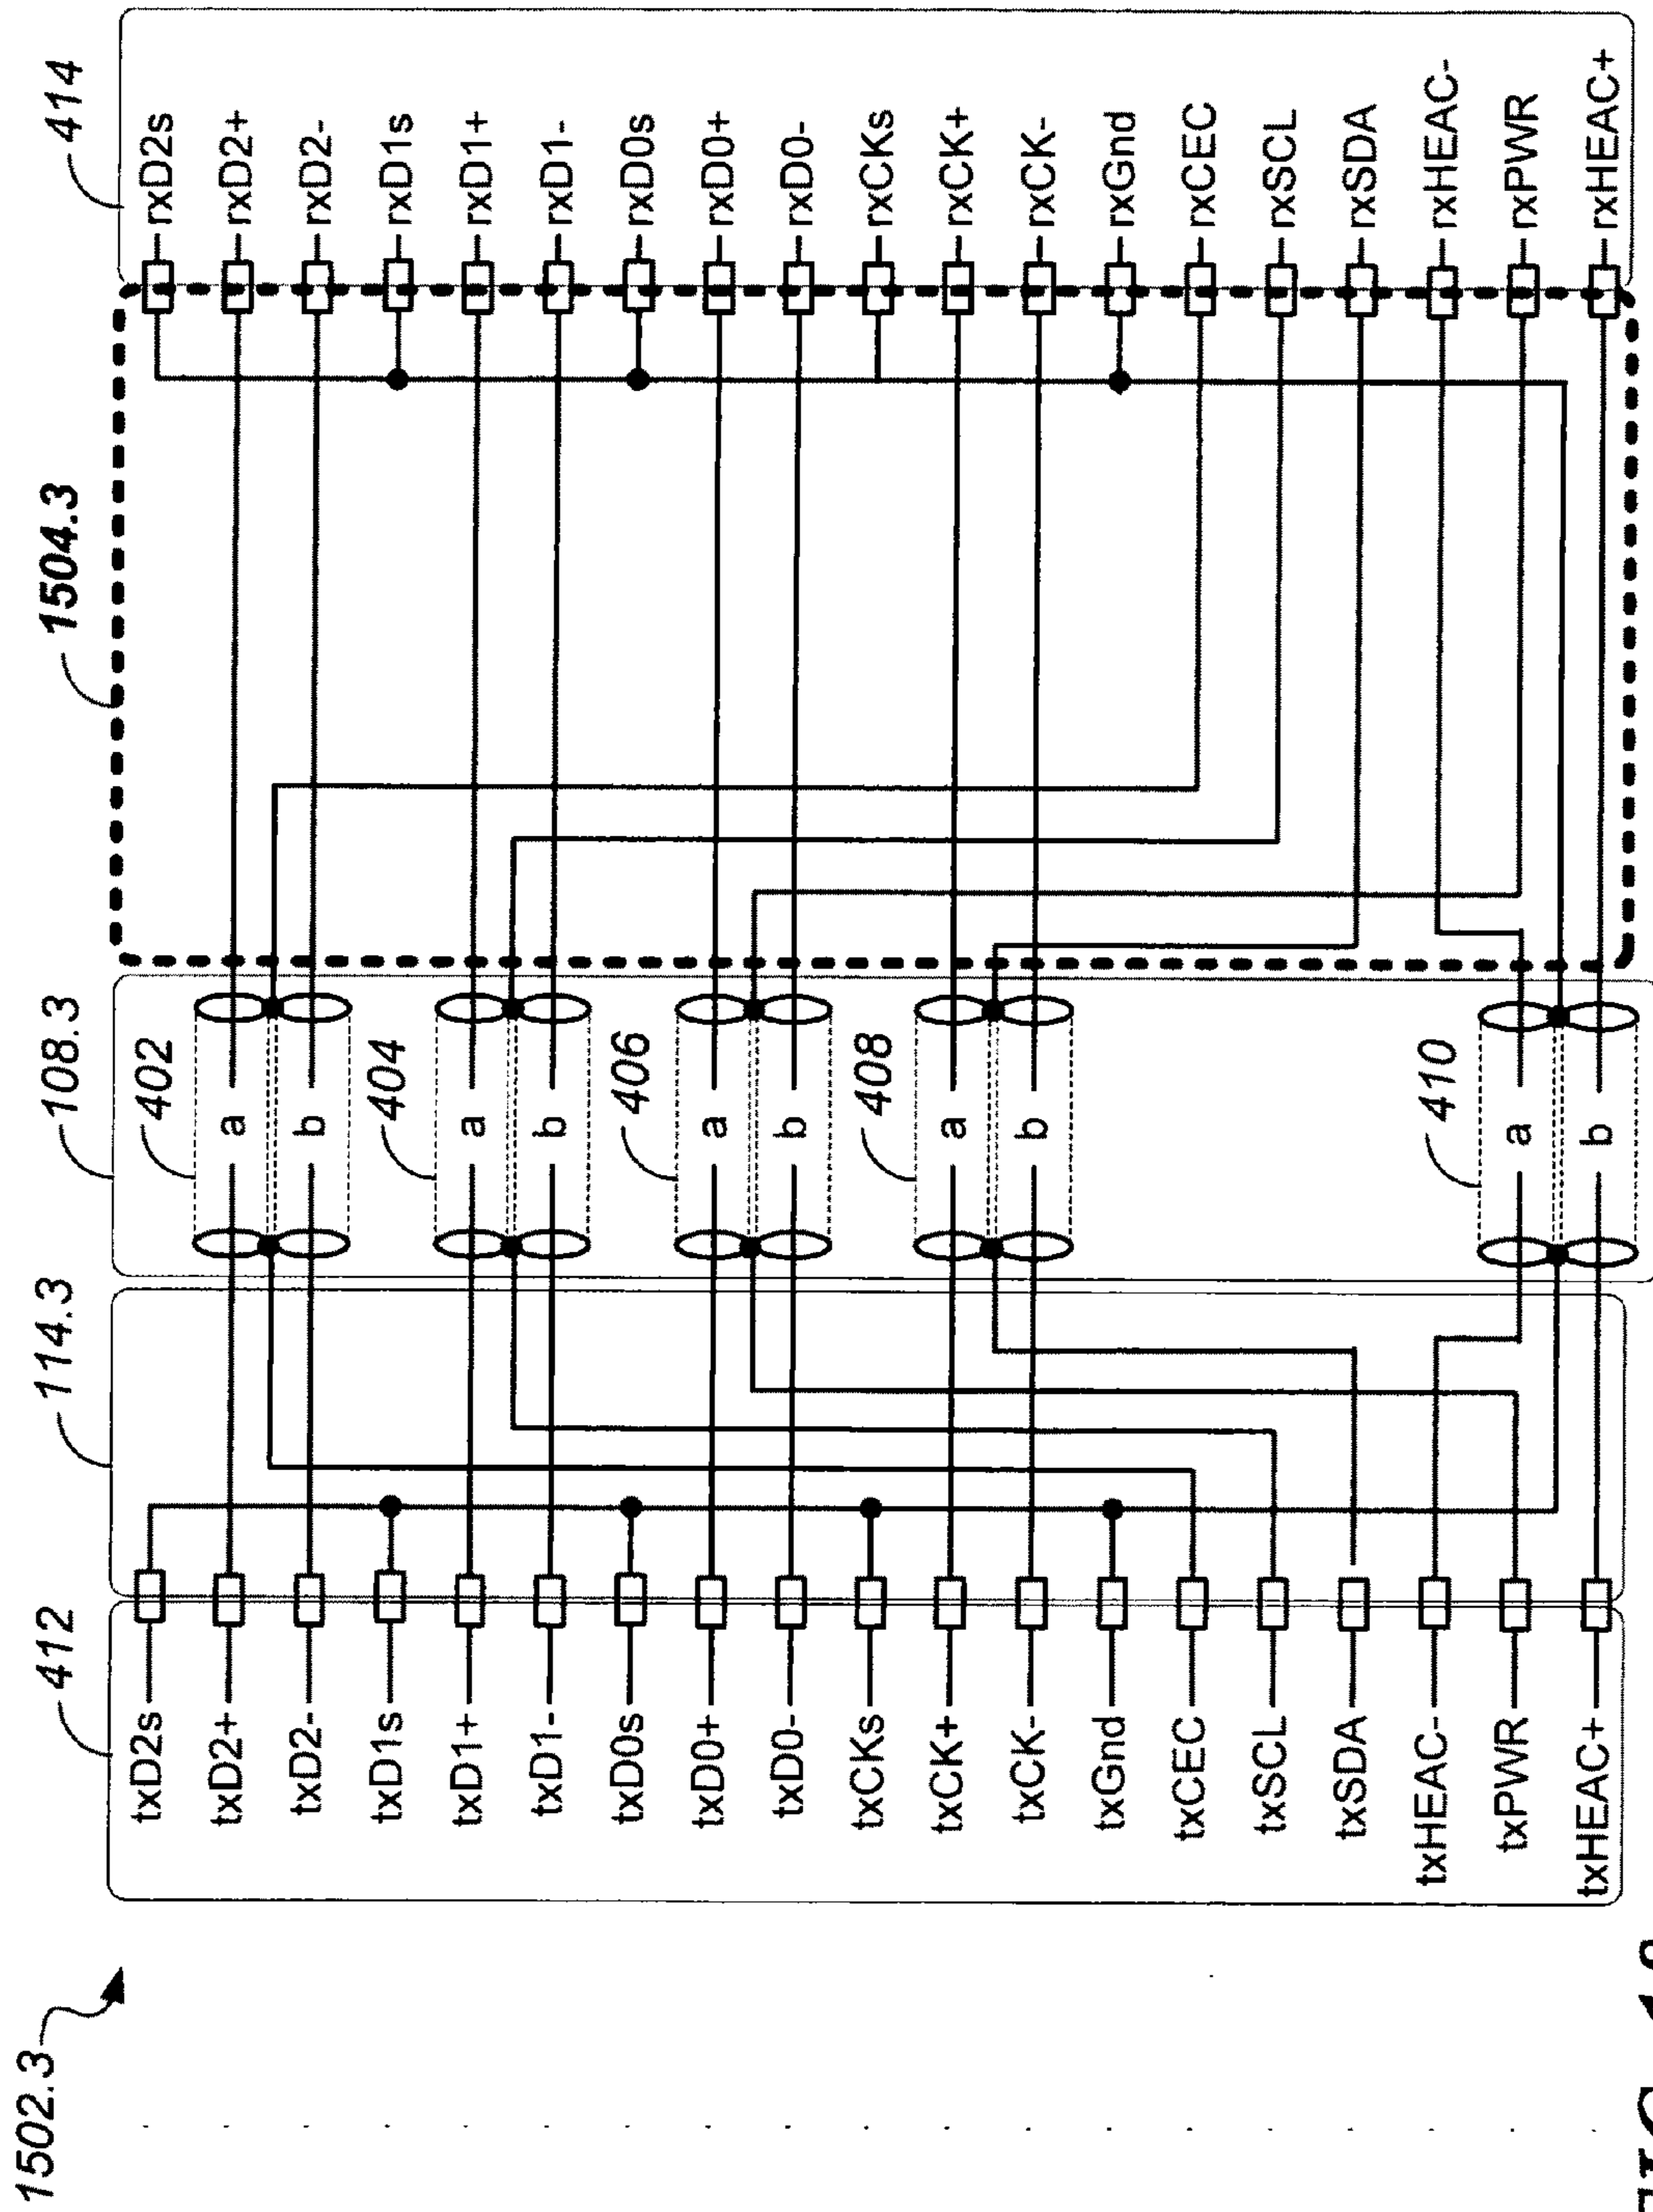 1502.3
412
114.3
108.3
1504.3
414
txD2s
txD2+
txD2-
txD1s
txD1+
txD1-
txD0s
txD0+
txD0-
txCKs
txCK+
txCK-
txGnd
txCEC
txSCL
txSDA
txHEAC-
txPWR
txHEAC+
402
a
b
404
a
b
406
a
b
408
a
b
410
a
b
rxD2s
rxD2+
rxD2-
rxD1s
rxD1+
rxD1-
rxD0s
rxD0+
rxD0-
rxCKs
rxCK+
rxCK-
rxGnd
rxCEC
rxSCL
rxSDA
rxHEAC-
rxPWR
rxHEAC+